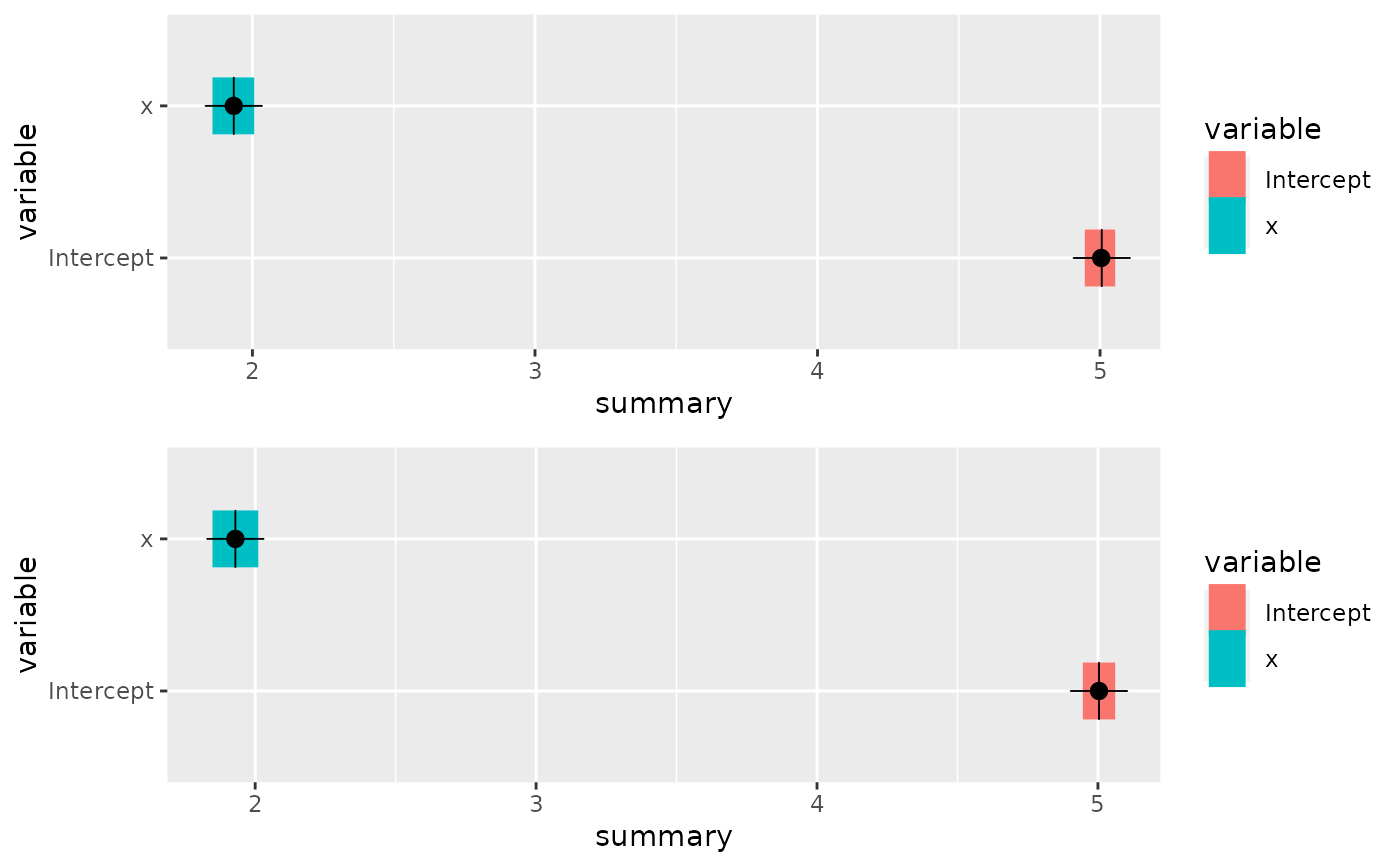 x
Intercept
variable
2 3 4 5
summary
variable
Intercept
x
x
Intercept
variable
2 3 4 5
summary
variable
Intercept
x